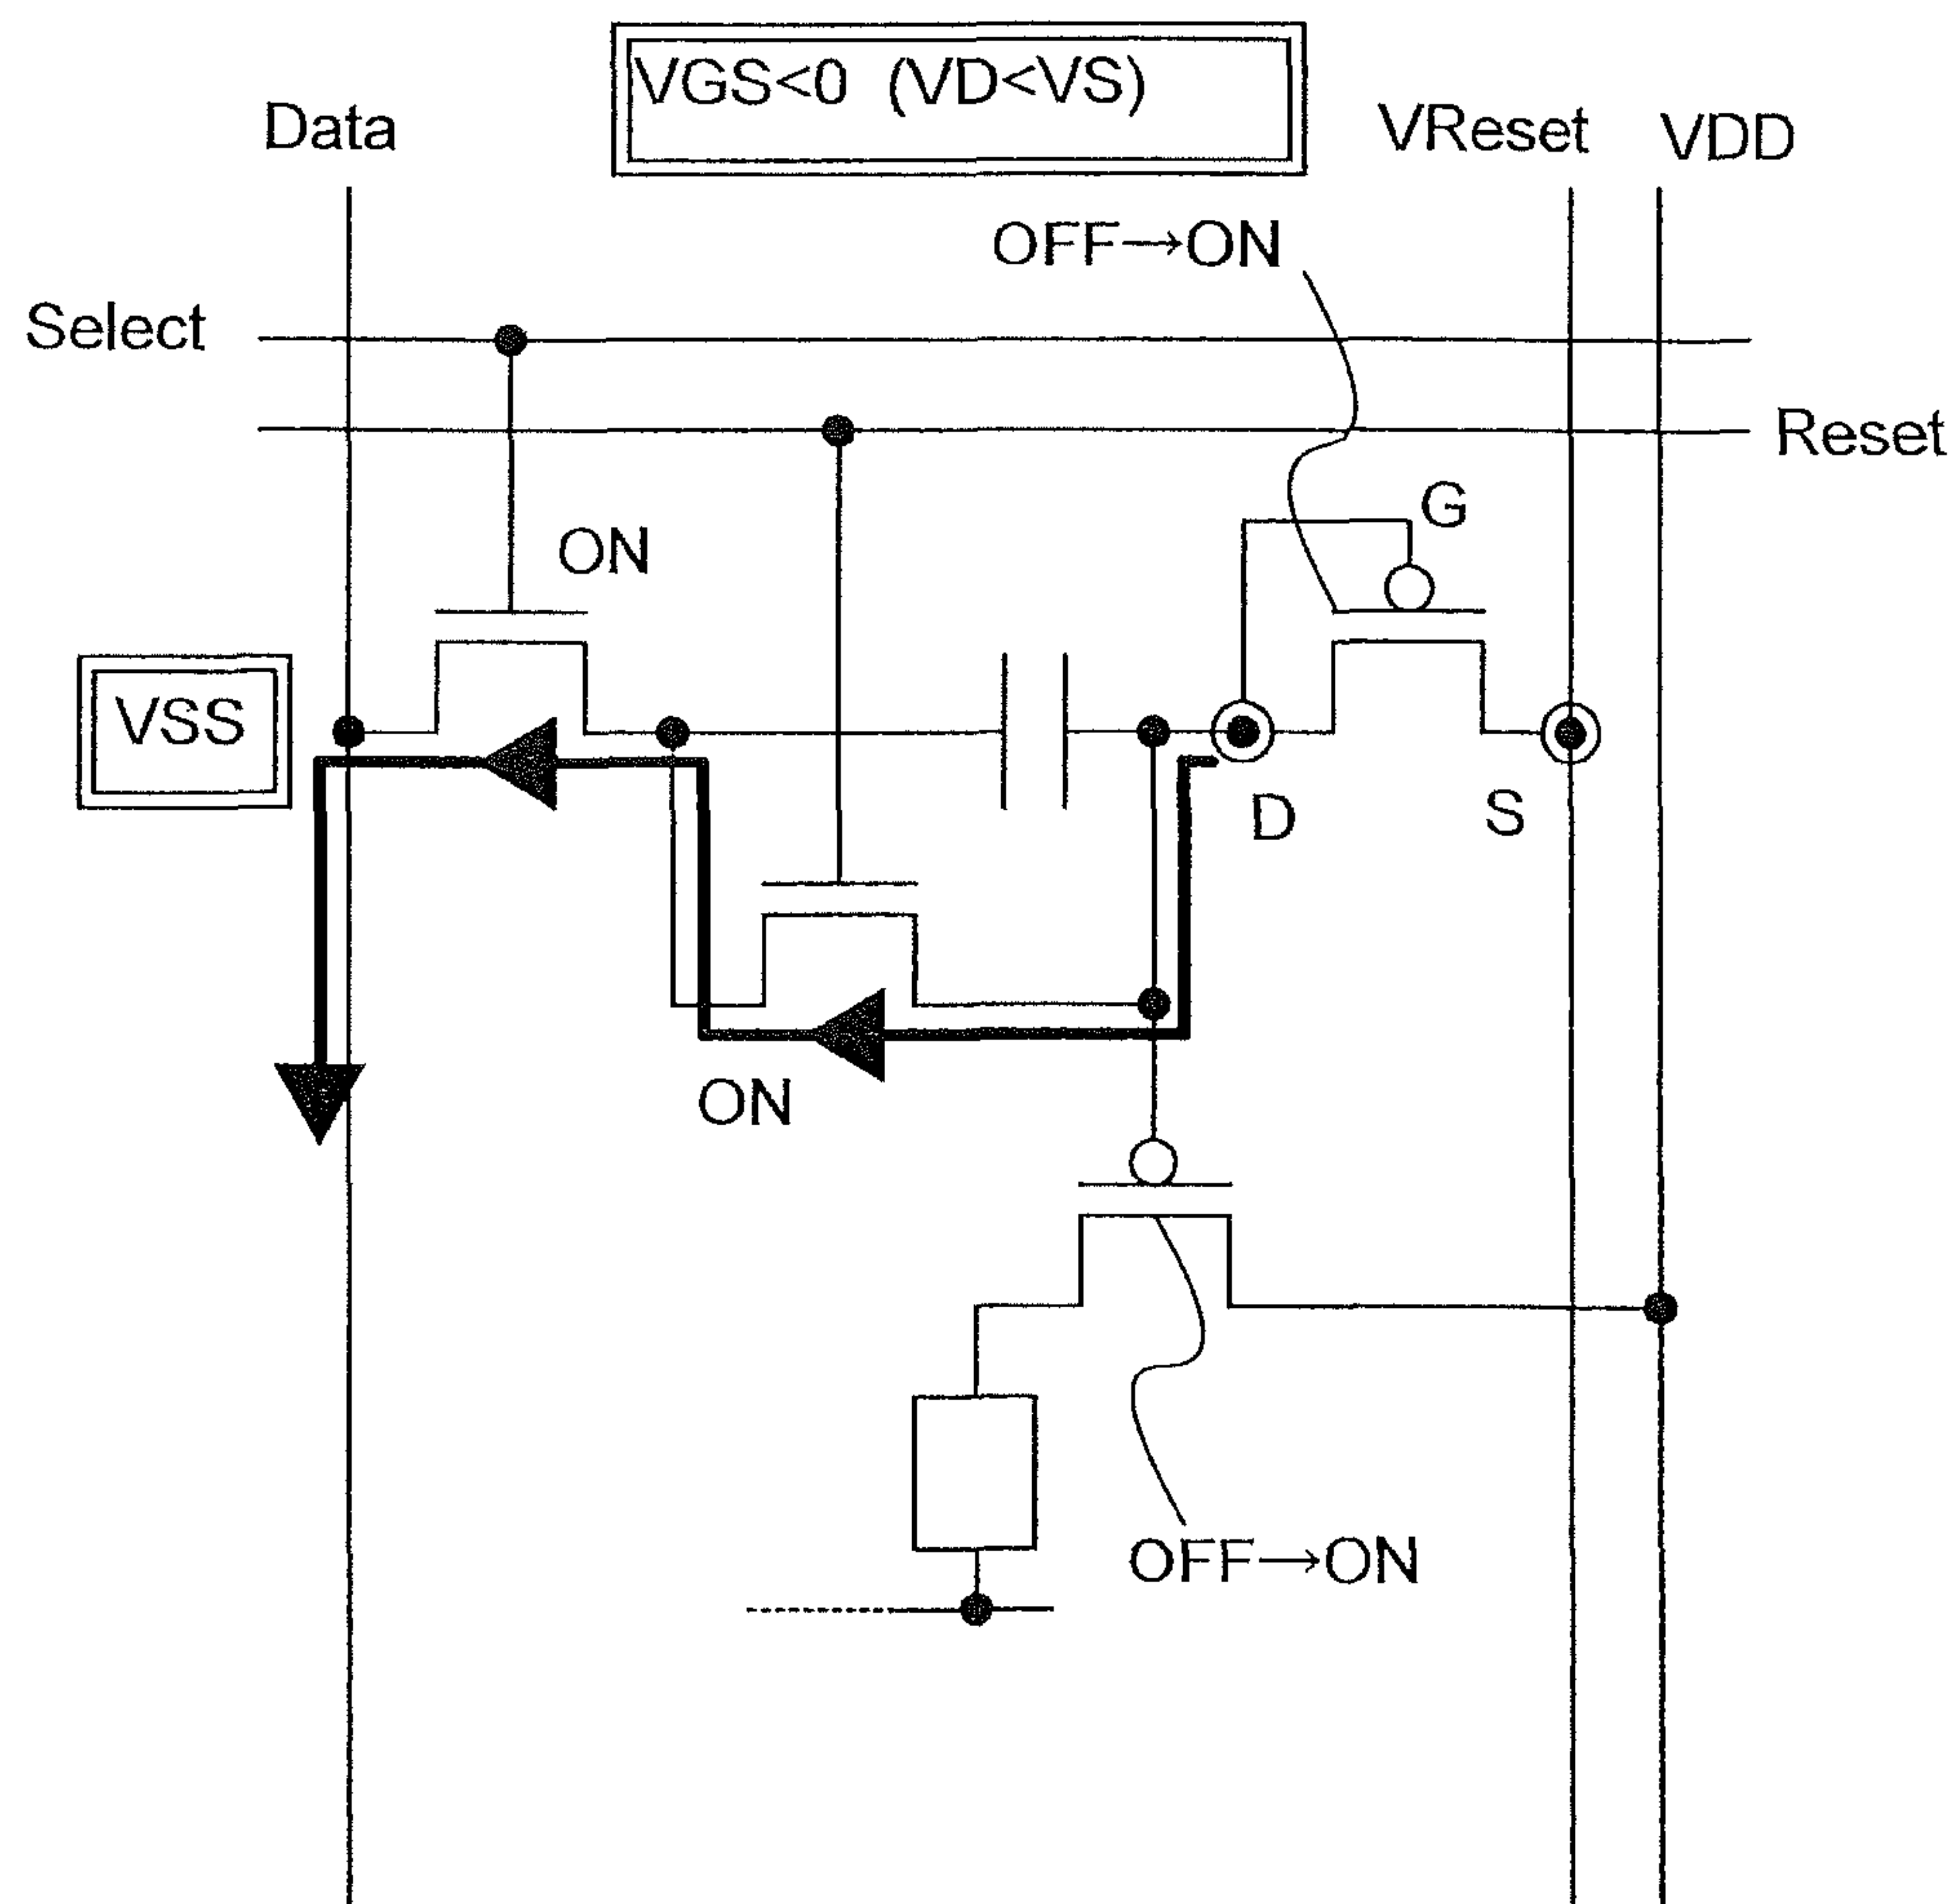 VGS<0 (VD<VS)
Data
VReset
VDD
OFF→ON
Select
Reset
G
ON
VSS
D
S
ON
OFF→ON